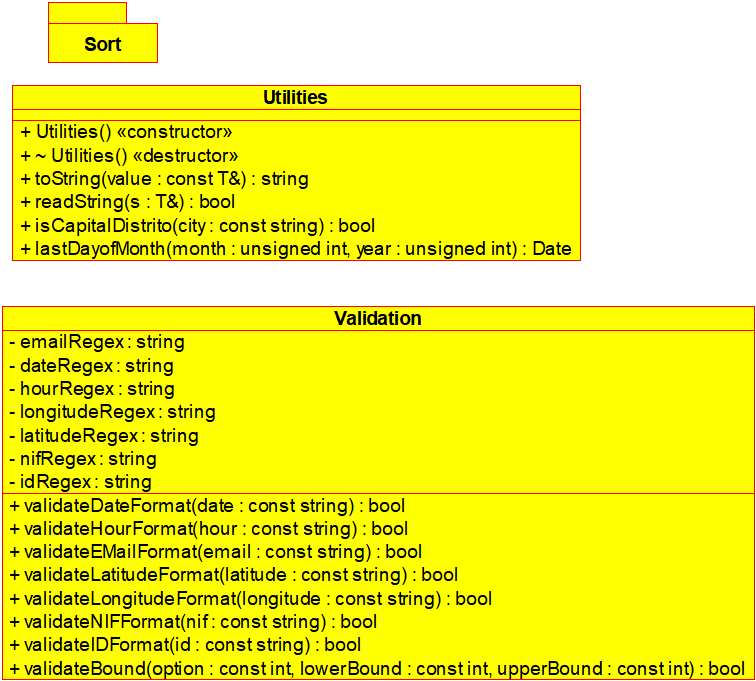 Sort
Utilities
+ Utilities() «constructor»
+ ~ Utilities() «destructor»
+ toString(value : const T&) : string
+ readString(s : T&) : bool
+ isCapitalDistrito(city : const string) : bool
+ lastDayofMonth(month : unsigned int, year : unsigned int) : Date
Validation
- emailRegex : string
- dateRegex : string
- hourRegex : string
- longitudeRegex : string
- latitudeRegex : string
- nifRegex : string
- idRegex : string
+ validateDateFormat(date : const string) : bool
+ validateHourFormat(hour : const string) : bool
+ validateEMailFormat(email : const string) : bool
+ validateLatitudeFormat(latitude : const string) : bool
+ validateLongitudeFormat(longitude : const string) : bool
+ validateNIFFormat(nif : const string) : bool
+ validateIDFormat(id : const string) : bool
+ validateBound(option : const int, lowerBound : const int, upperBound : const int) : bool